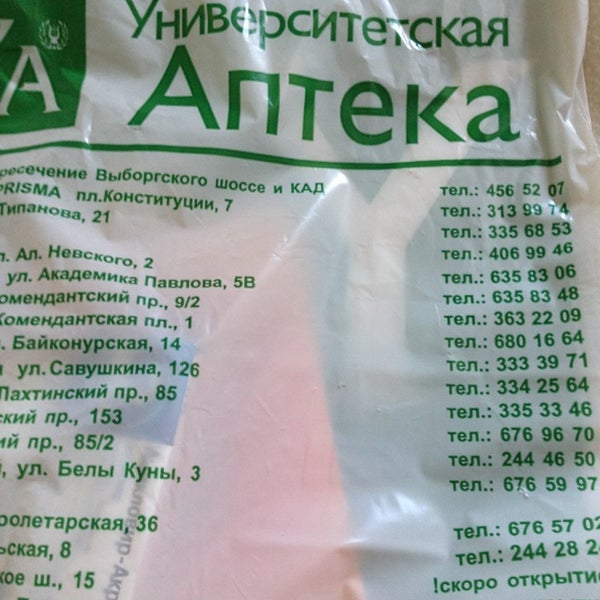 УА
Университетская
Аптека
ресечение Выборгского шоссе и КАД тел.: 456 52 07
PRISMA пл.Конституции, 7 тел.: 313 99 74
Типанова, 21 тел.: 335 68 53
тел.: 406 99 46
л. Ал. Невского, 2 тел.: 635 83 06
ул. Академика Павлова, 5В тел.: 635 83 48
омендантский пр., 9/2 тел.: 363 22 09
Комендантская пл., 1 тел.: 680 16 64
. Байконурская, 14 тел.: 333 39 71
ул.Савушкина, 126 тел.: 334 25 64
Лахтинский пр., 85 тел.: 335 33 46
ский пр., 153 тел.: 676 96 70
ий пр., 85/2 тел.: 244 46 50
, ул. Белы Куны, 3 тел.: 676 59 97
ролетарская, 36 тел.: 676 57 02
ьская, 8 тел.: 244 28 2
кое ш., 15 !скоро открытие